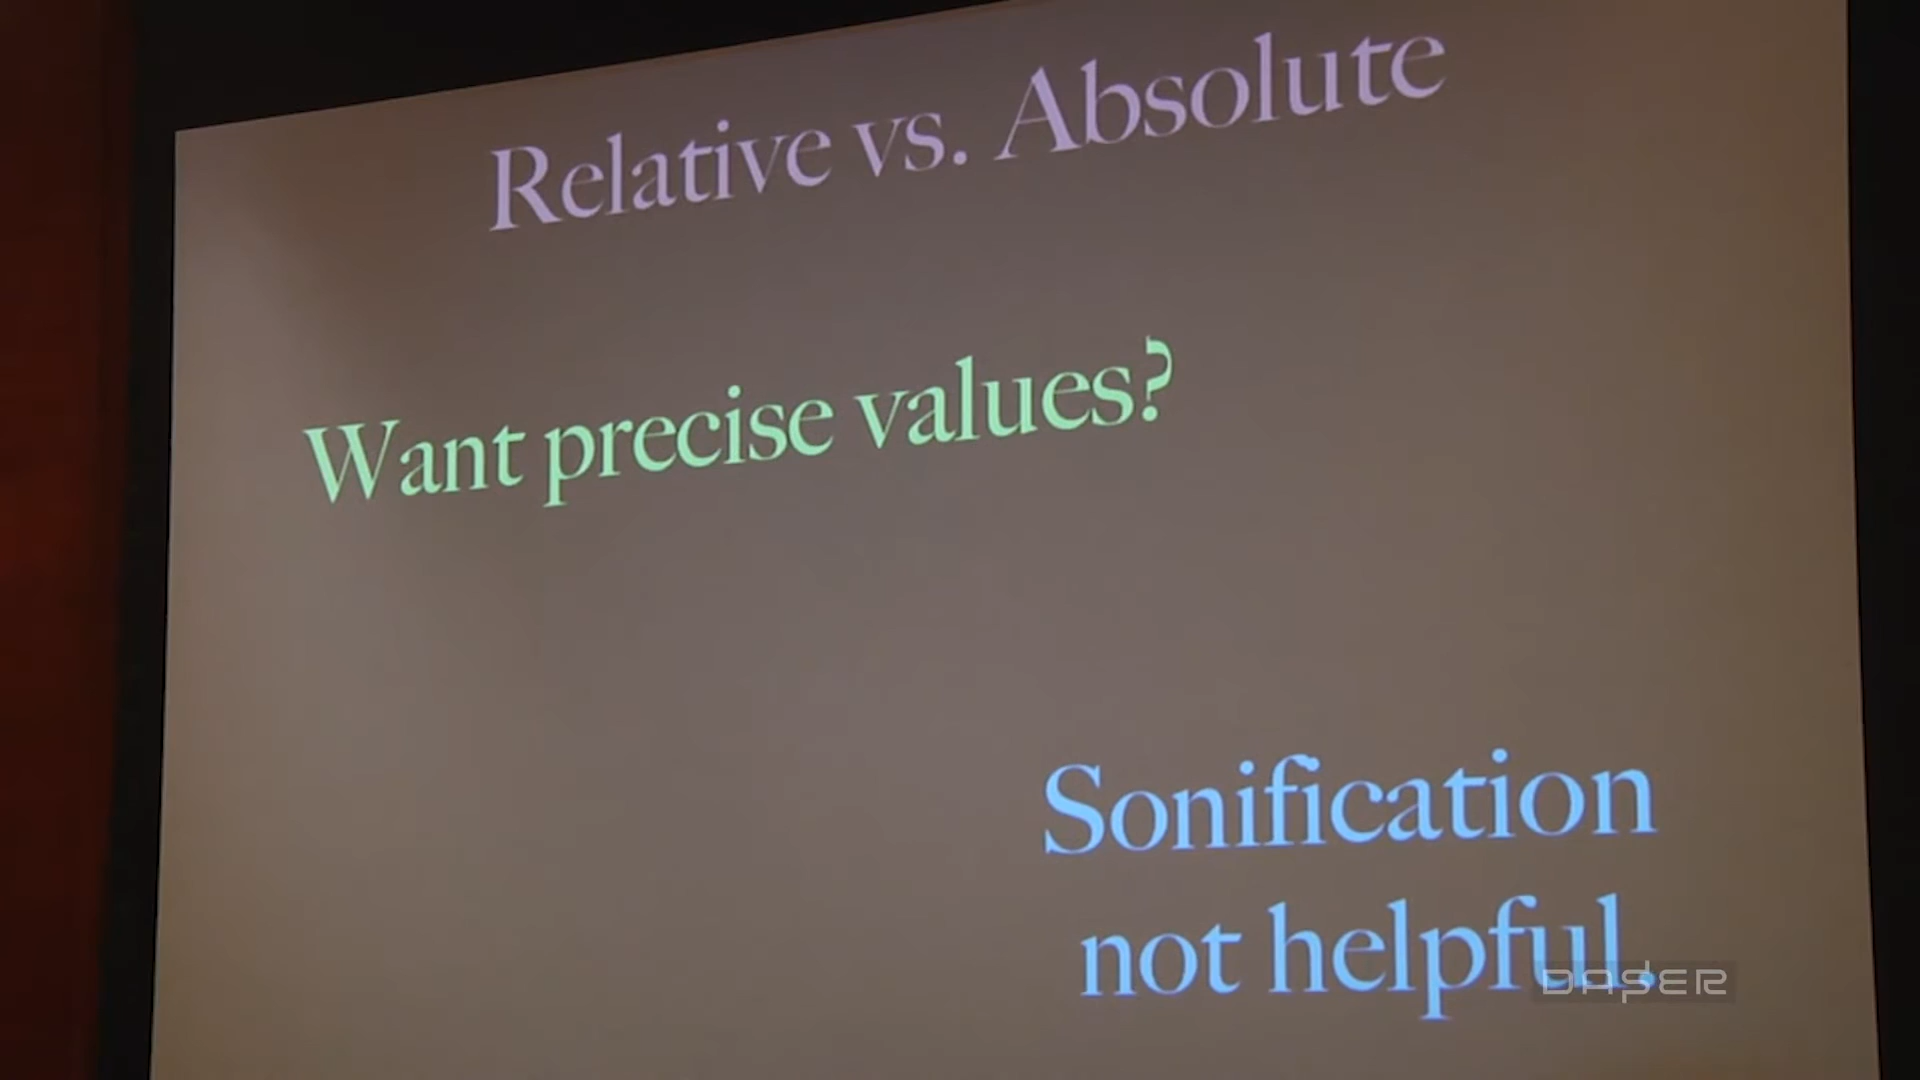 Relative vs. Absolute
Want precise values?
Sonification
not helpful.
DASER